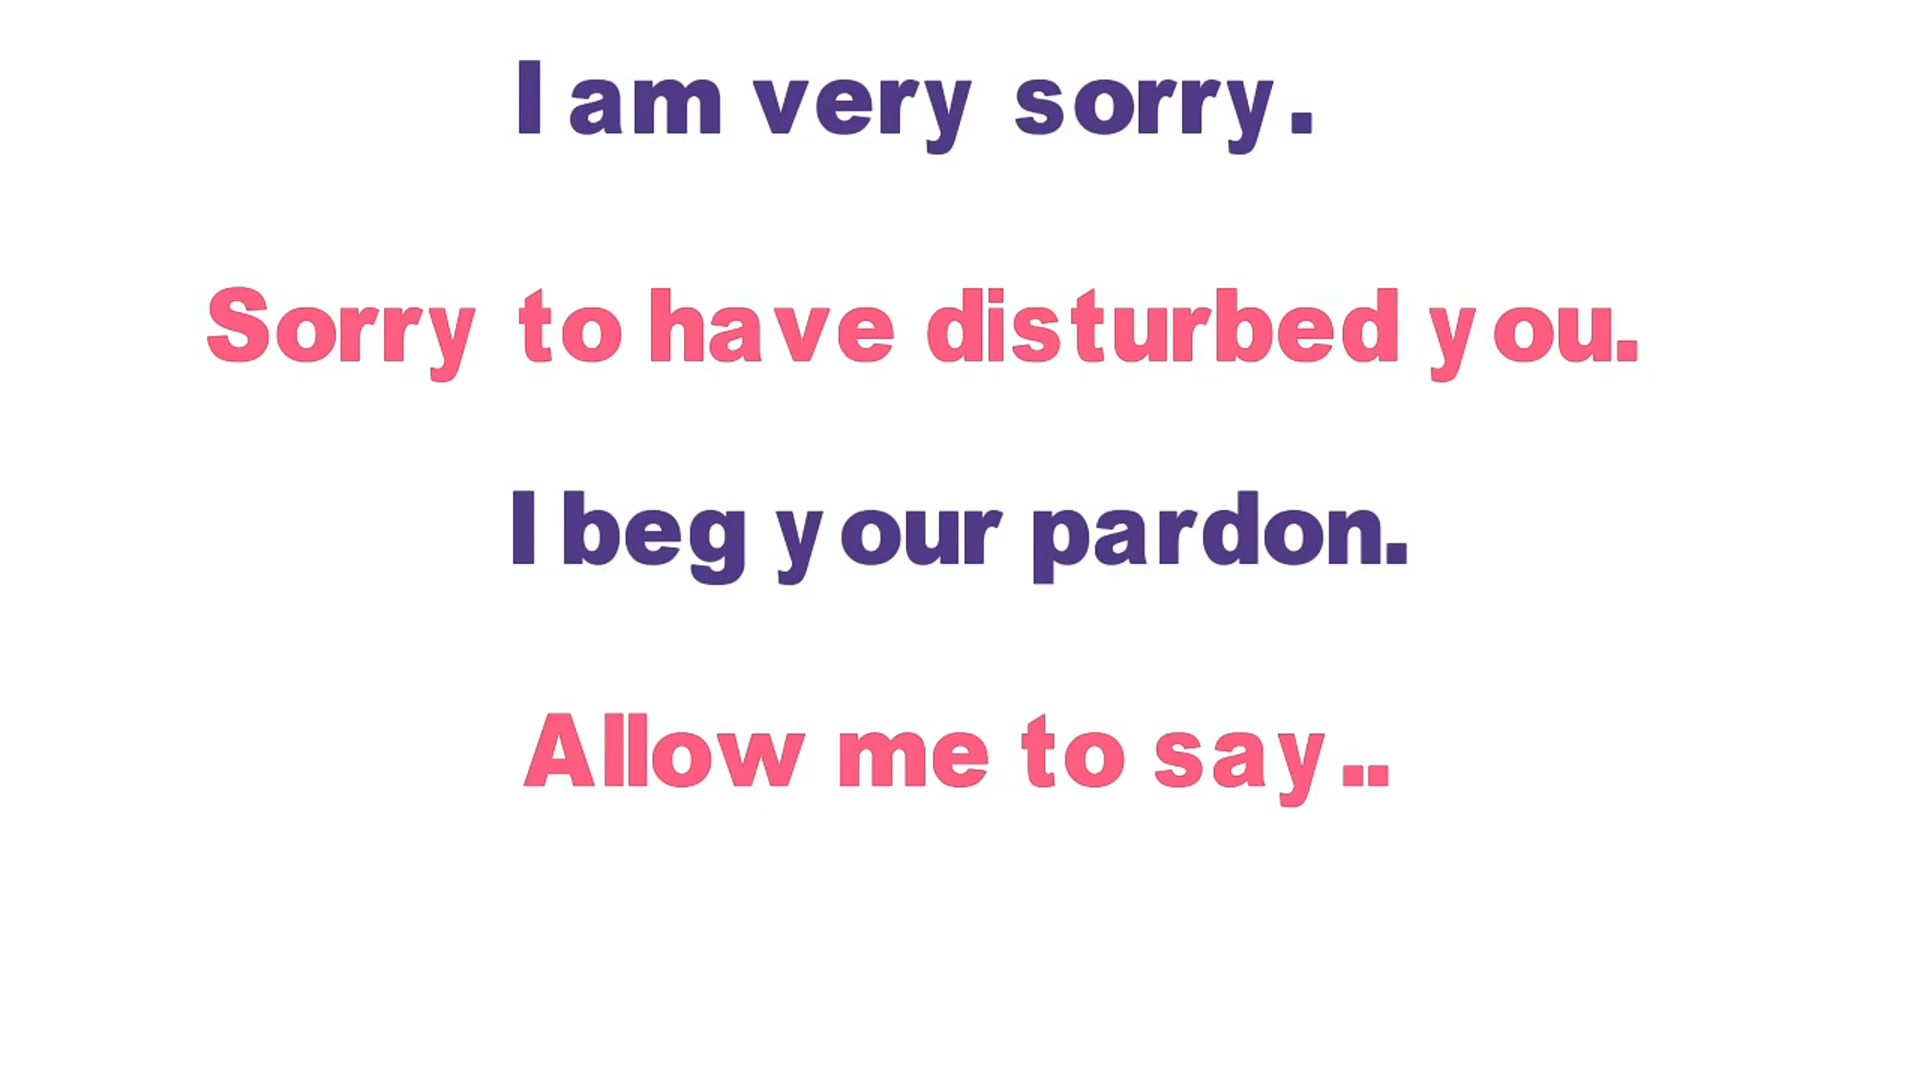 I am very sorry.
Sorry to have disturbed you.
I beg your pardon.
Allow me to say..